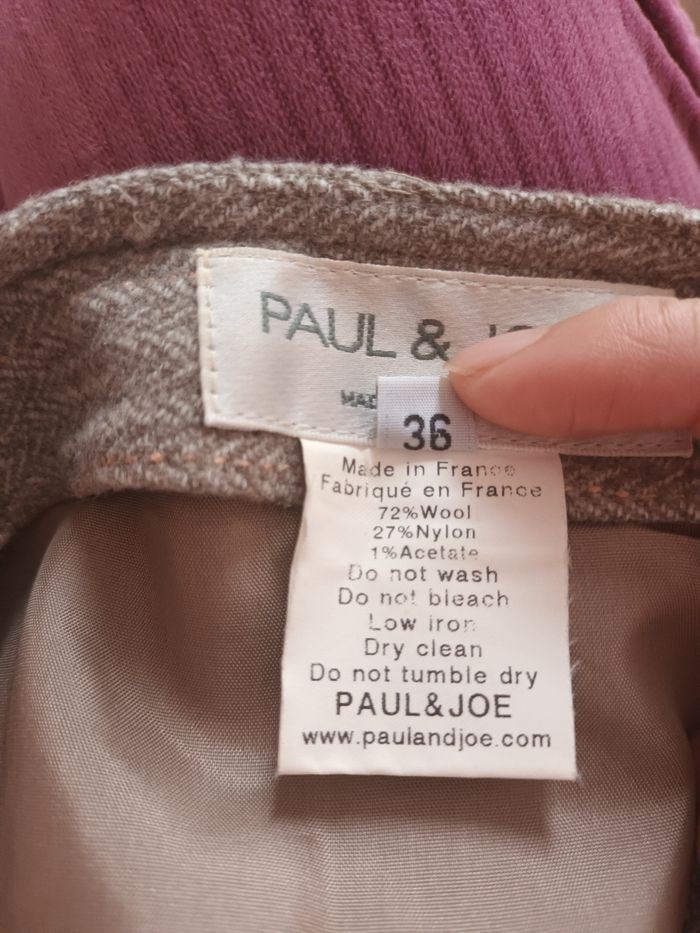 PAUL &
36
Made in France
Fabriqué en France
72%Wool
27%Nylon
1%Acetate
Do not wash
Do not bleach
Low iron
Dry clean
Do not tumble dry
PAUL&JOE
www.paulandjoe.com